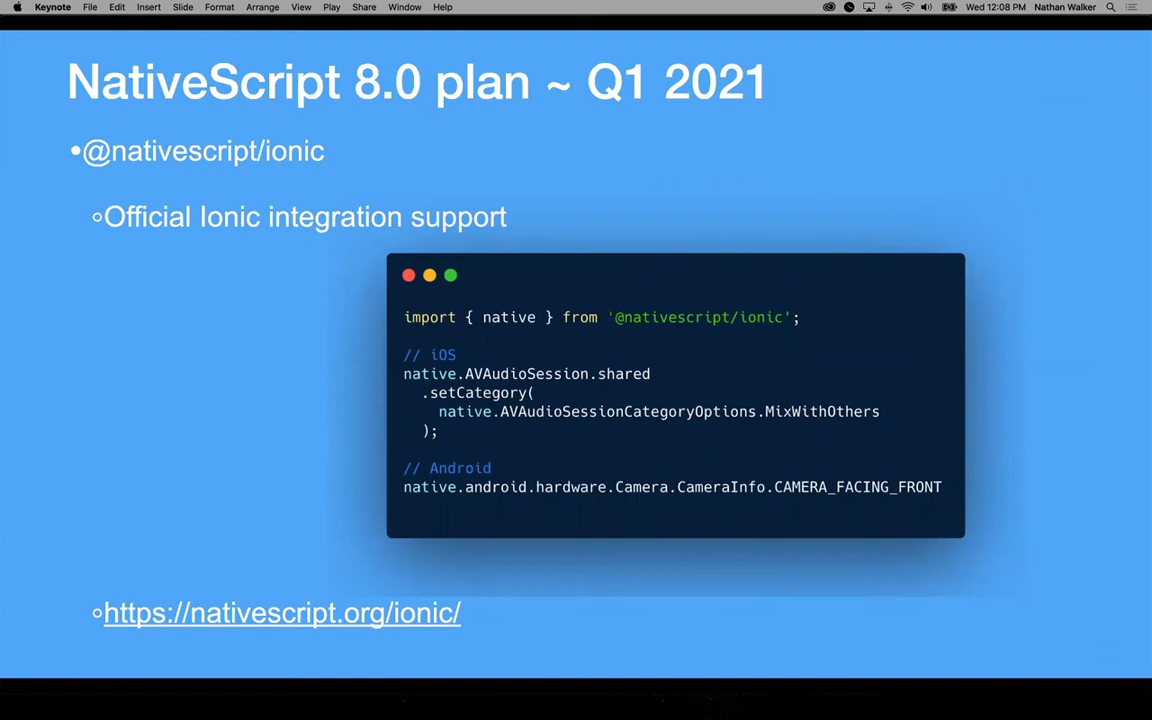 Keynote File Edit Insert Slide Format Arrange View Play Share Window Help Wed 12:08 PM Nathan Walker
NativeScript 8.0 plan ~ Q1 2021
•@nativescript/ionic
◦Official Ionic integration support
import { native } from '@nativescript/ionic';
// iOS
native.AVAudioSession.shared
.setCategory(
native.AVAudioSessionCategoryOptions.MixWithOthers
);
// Android
native.android.hardware.Camera.CameraInfo.CAMERA_FACING_FRONT
◦https://nativescript.org/ionic/